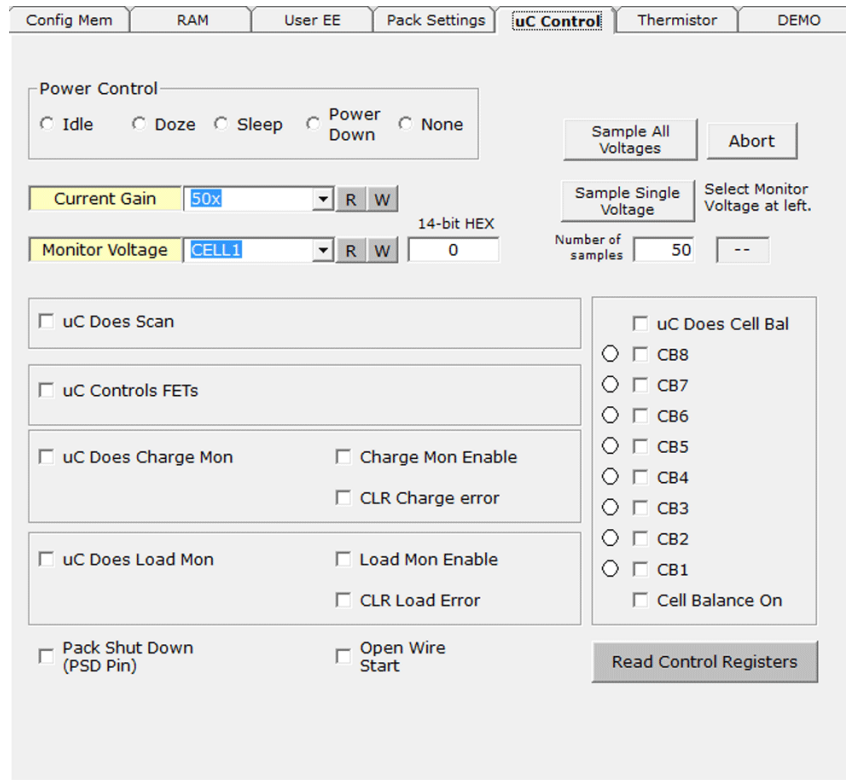 Config Mem RAM User EE Pack Settings uC Control Thermistor DEMO
Power Control
Idle Doze Sleep Power Down None
Sample All Voltages
Abort
Current Gain 50x R W
Sample Single Voltage
Select Monitor
Voltage at left.
14-bit HEX
Monitor Voltage CELL1 R W 0
Number of samples 50 --
uC Does Scan
uC Controls FETs
uC Does Charge Mon Charge Mon Enable
CLR Charge error
uC Does Load Mon Load Mon Enable
CLR Load Error
Pack Shut Down
(PSD Pin)
Open Wire
Start
uC Does Cell Bal
CB8
CB7
CB6
CB5
CB4
CB3
CB2
CB1
Cell Balance On
Read Control Registers